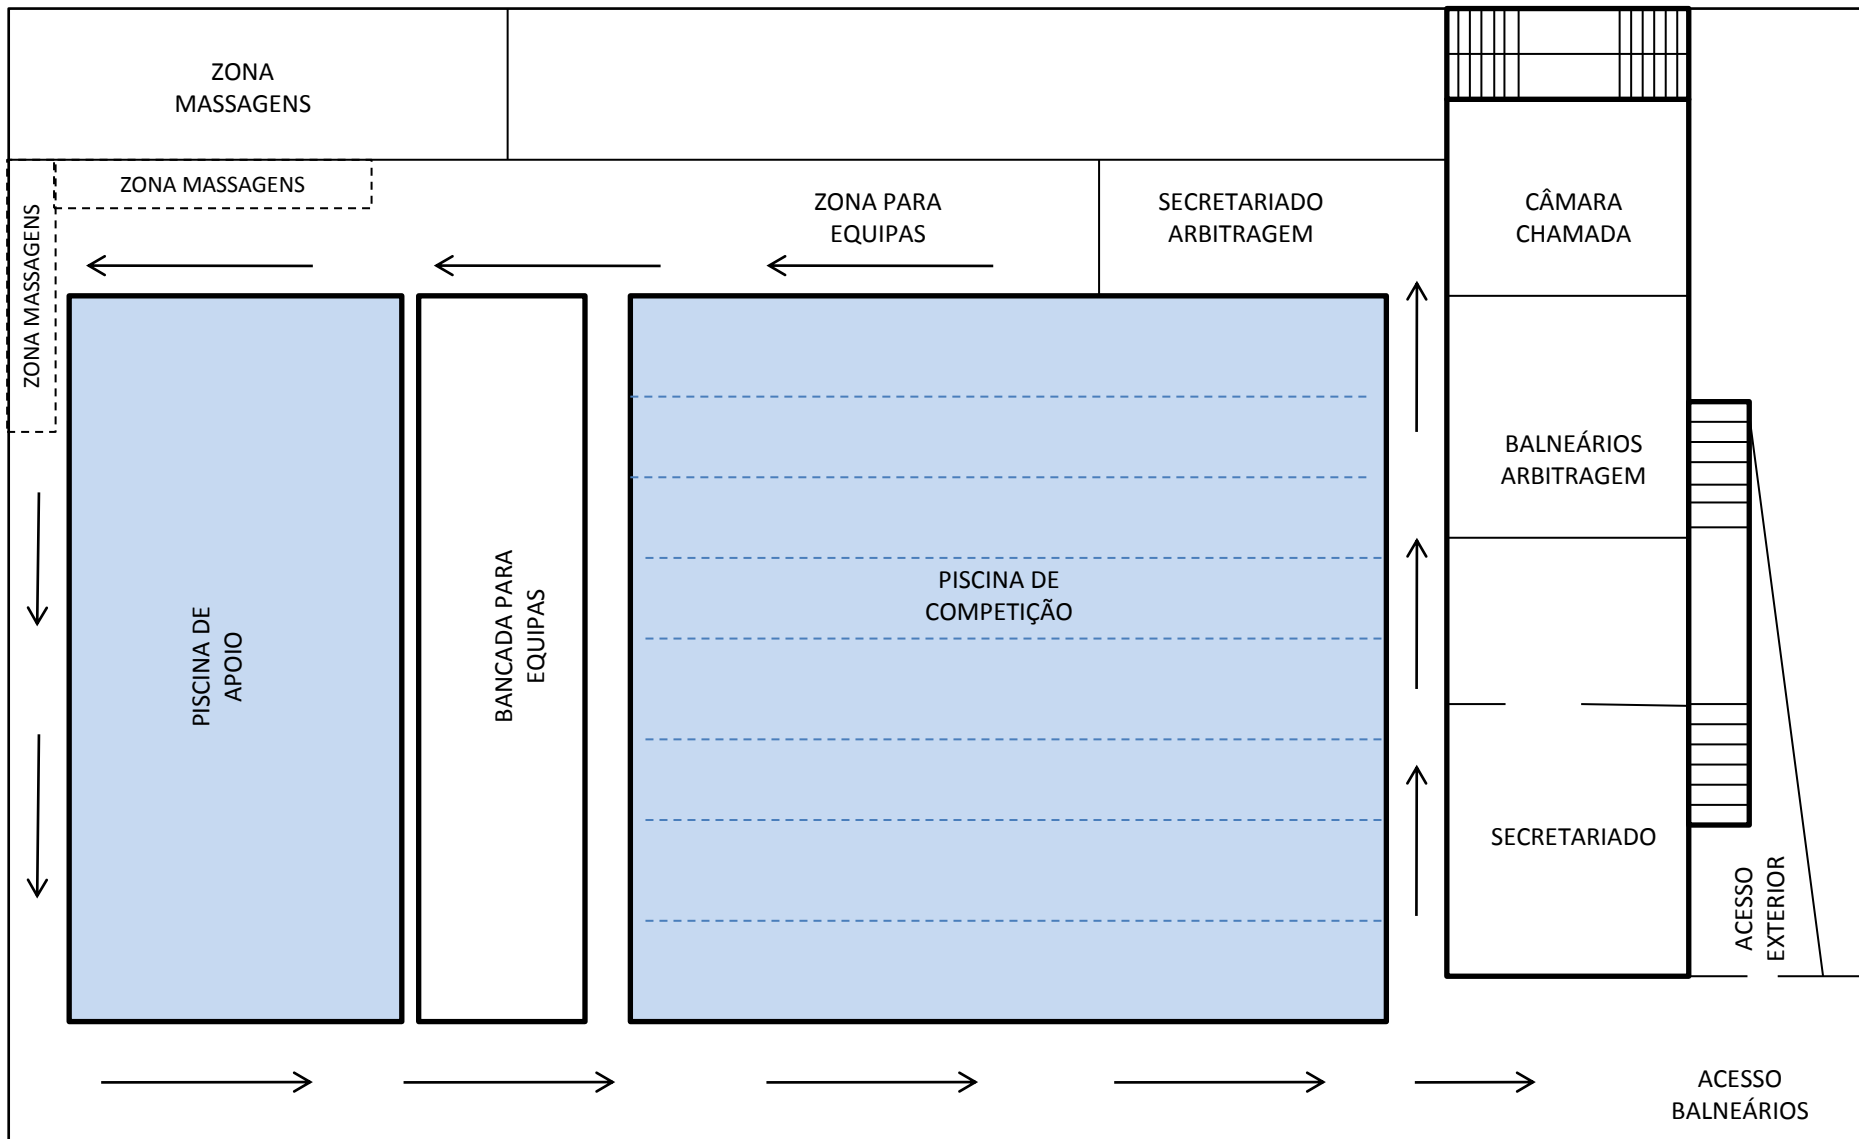 ZONA
MASSAGENS
ZONA MASSAGENS
ZONA MASSAGENS
ZONA PARA
EQUIPAS
SECRETARIADO
ARBITRAGEM
CÂMARA
CHAMADA
BALNEÁRIOS
ARBITRAGEM
PISCINA DE
APOIO
BANCADA PARA
EQUIPAS
PISCINA DE
COMPETIÇÃO
SECRETARIADO
ACESSO
EXTERIOR
ACESSO
BALNEÁRIOS